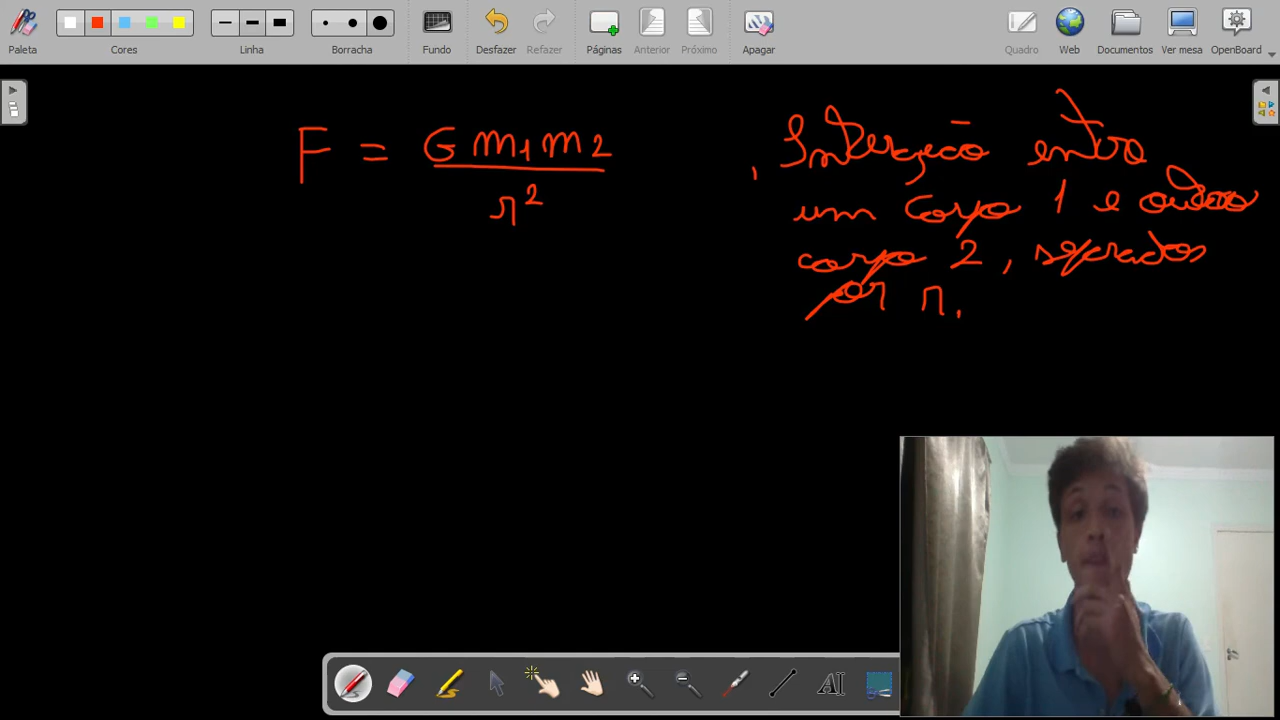 Paleta Cores Linha Borracha Fundo Desfazer Refazer Páginas Anterior Próximo Apagar Quadro Web Documentos Ver mesa OpenBoard
F = G m1 m2
r²
Interação entre
um corpo 1 e outro
corpo 2, separados
por r.
AI